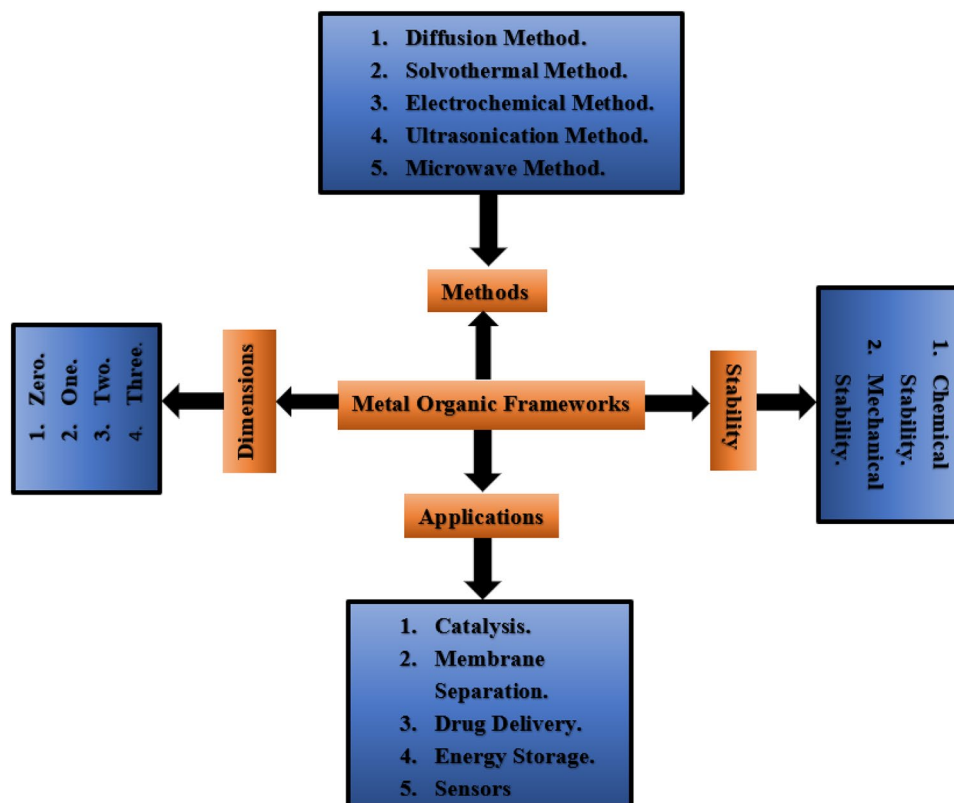 1. Diffusion Method.
2. Solvothermal Method.
3. Electrochemical Method.
4. Ultrasonication Method.
5. Microwave Method.
Methods
1. Zero.
2. One.
3. Two.
4. Three.
Dimensions
Metal Organic Frameworks
Stability
1. Chemical
Stability.
2. Mechanical
Stability.
Applications
1. Catalysis.
2. Membrane
Separation.
3. Drug Delivery.
4. Energy Storage.
5. Sensors